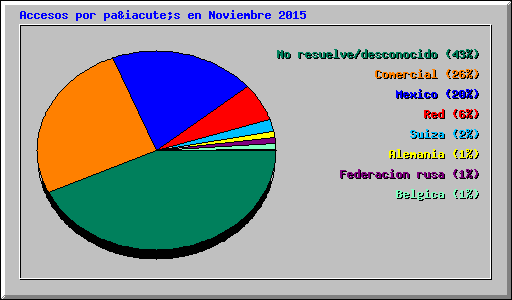 Accesos por pa&iacute;s en Noviembre 2015
No resuelve/desconocido (43%)
Comercial (26%)
Mexico (20%)
Red (6%)
Suiza (2%)
Alemania (1%)
Federacion rusa (1%)
Belgica (1%)